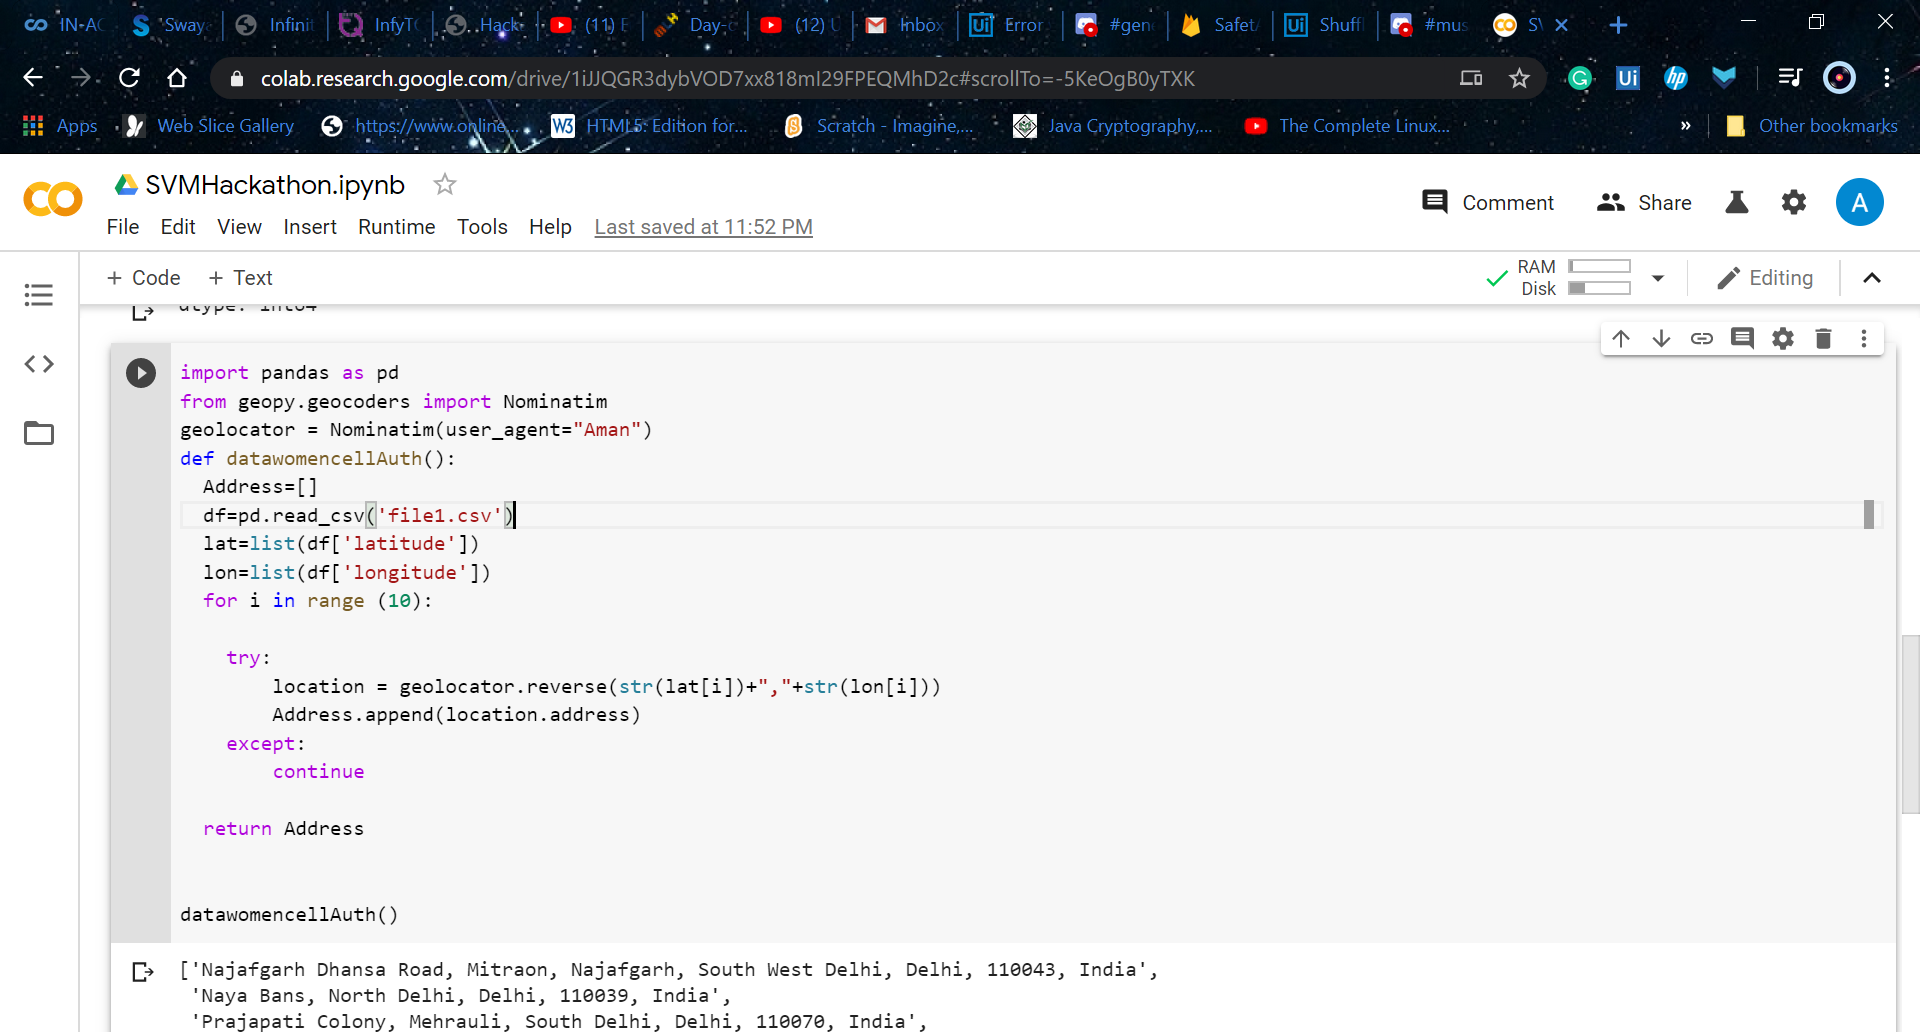 IN-AC Sway Infinit InfyT Hack (11) E Day- (12) U Inbox Error #gen Safet Shuff #mus SV
colab.research.google.com/drive/1iJJQGR3dybVOD7xx818mI29FPEQMhD2c#scrollTo=-5KeOgB0yTXK
Apps Web Slice Gallery https://www.online... W3 HTML5: Edition for... Scratch - Imagine,... Java Cryptography,... The Complete Linux... » Other bookmarks
SVMHackathon.ipynb
Comment Share A
File Edit View Insert Runtime Tools Help Last saved at 11:52 PM
+ Code + Text RAM Disk Editing
dtype: int64
import pandas as pd
from geopy.geocoders import Nominatim
geolocator = Nominatim(user_agent="Aman")
def datawomencellAuth():
Address=[]
df=pd.read_csv('file1.csv')
lat=list(df['latitude'])
lon=list(df['longitude'])
for i in range (10):
try:
location = geolocator.reverse(str(lat[i])+","+str(lon[i]))
Address.append(location.address)
except:
continue
return Address
datawomencellAuth()
['Najafgarh Dhansa Road, Mitraon, Najafgarh, South West Delhi, Delhi, 110043, India',
'Naya Bans, North Delhi, Delhi, 110039, India',
'Prajapati Colony, Mehrauli, South Delhi, Delhi, 110070, India',